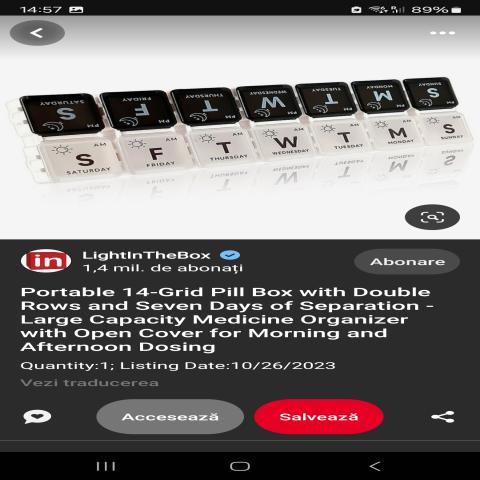 14:57
89%
PM PM PM PM PM PM PM
SATURDAY FRIDAY THURSDAY WEDNESDAY TUESDAY MONDAY SUNDAY
S F T W T M S
AM AM AM AM AM AM AM
S F T W T M S
SATURDAY FRIDAY THURSDAY WEDNESDAY TUESDAY MONDAY SUNDAY
in LightInTheBox
1,4 mil. de abonați
Abonare
Portable 14-Grid Pill Box with Double
Rows and Seven Days of Separation -
Large Capacity Medicine Organizer
with Open Cover for Morning and
Afternoon Dosing
Quantity:1; Listing Date:10/26/2023
Vezi traducerea
Accesează
Salvează